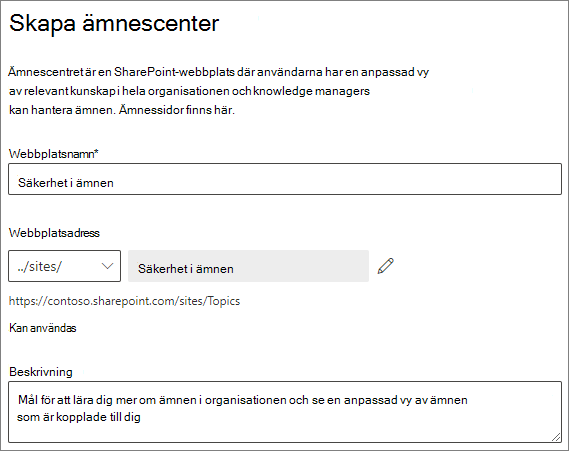 Skapa ämnescenter
Ämnescentret är en SharePoint-webbplats där användarna har en anpassad vy
av relevant kunskap i hela organisationen och knowledge managers
kan hantera ämnen. Ämnessidor finns här.
Webbplatsnamn*
Säkerhet i ämnen
Webbplatsadress
../sites/ Säkerhet i ämnen
https://contoso.sharepoint.com/sites/Topics
Kan användas
Beskrivning
Mål för att lära dig mer om ämnen i organisationen och se en anpassad vy av ämnen
som är kopplade till dig